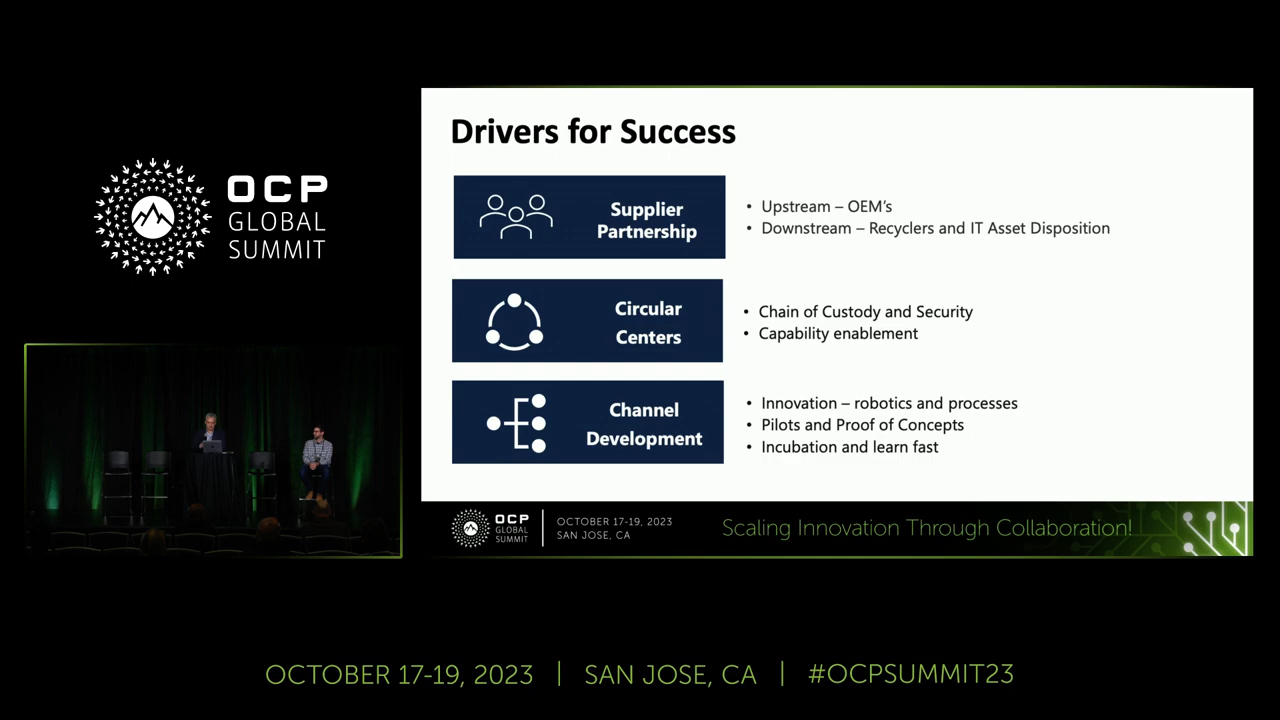 OCP
GLOBAL
SUMMIT
Drivers for Success
Supplier
Partnership
• Upstream – OEM's
• Downstream – Recyclers and IT Asset Disposition
Circular
Centers
• Chain of Custody and Security
• Capability enablement
Channel
Development
• Innovation – robotics and processes
• Pilots and Proof of Concepts
• Incubation and learn fast
OCP
GLOBAL
SUMMIT
OCTOBER 17-19, 2023
SAN JOSE, CA
Scaling Innovation Through Collaboration!
OCTOBER 17-19, 2023 | SAN JOSE, CA | #OCPSUMMIT23